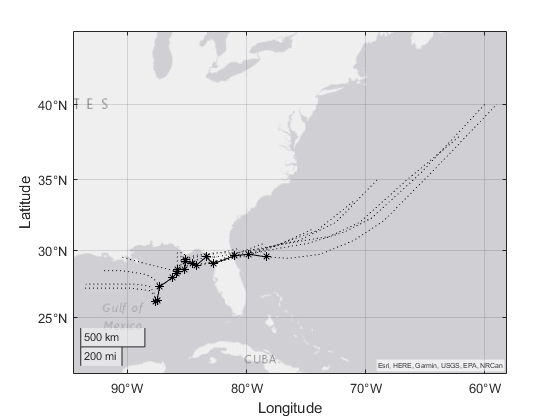 40°N
T E S
35°N
Latitude
30°N
25°N
Gulf of
Mexico
500 km
200 mi
CUBA
Esri, HERE, Garmin, USGS, EPA, NRCan
90°W
80°W
70°W
60°W
Longitude